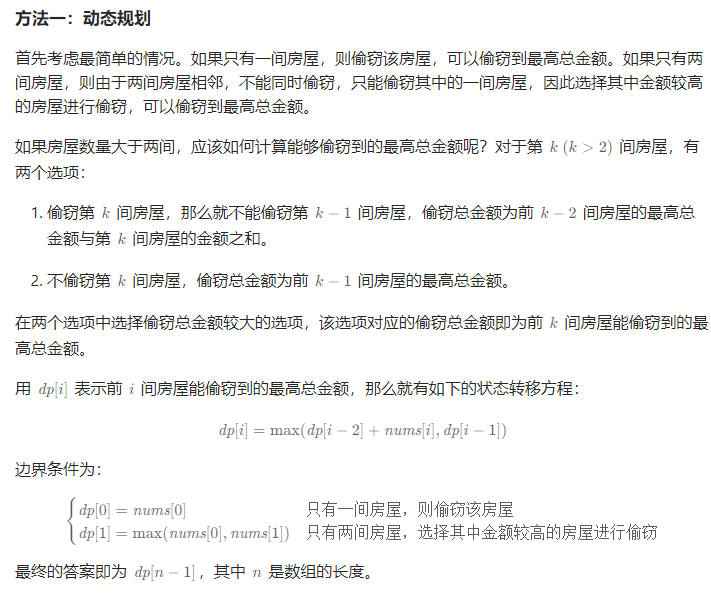 方法一：动态规划
首先考虑最简单的情况。如果只有一间房屋，则偷窃该房屋，可以偷窃到最高总金额。如果只有两
间房屋，则由于两间房屋相邻，不能同时偷窃，只能偷窃其中的一间房屋，因此选择其中金额较高
的房屋进行偷窃，可以偷窃到最高总金额。
如果房屋数量大于两间，应该如何计算能够偷窃到的最高总金额呢？对于第 k (k > 2) 间房屋，有
两个选项：
1. 偷窃第 k 间房屋，那么就不能偷窃第 k − 1 间房屋，偷窃总金额为前 k − 2 间房屋的最高总
金额与第 k 间房屋的金额之和。
2. 不偷窃第 k 间房屋，偷窃总金额为前 k − 1 间房屋的最高总金额。
在两个选项中选择偷窃总金额较大的选项，该选项对应的偷窃总金额即为前 k 间房屋能偷窃到的最
高总金额。
用 dp[i] 表示前 i 间房屋能偷窃到的最高总金额，那么就有如下的状态转移方程：
dp[i] = max(dp[i − 2] + nums[i], dp[i − 1])
边界条件为：
dp[0] = nums[0] 只有一间房屋，则偷窃该房屋
dp[1] = max(nums[0], nums[1]) 只有两间房屋，选择其中金额较高的房屋进行偷窃
最终的答案即为 dp[n − 1]，其中 n 是数组的长度。